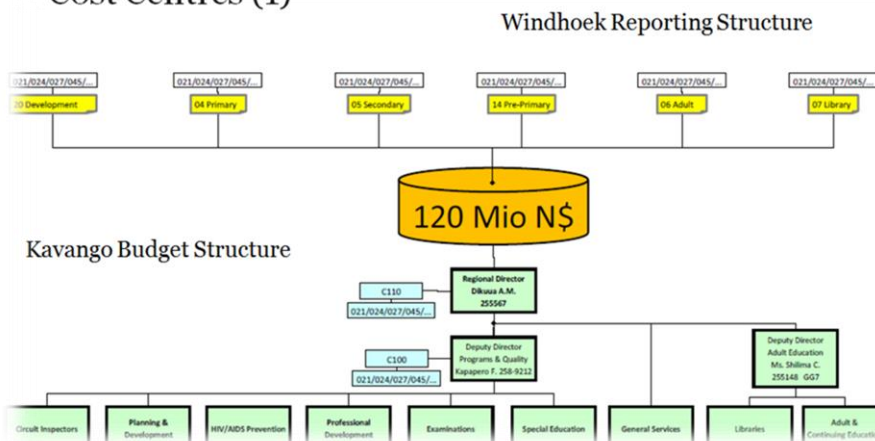 Cost Centres (1)
Windhoek Reporting Structure
021/024/027/045/...
021/024/027/045/...
021/024/027/045/...
021/024/027/045/...
021/024/027/045/...
021/024/027/045/...
20 Development
04 Primary
05 Secondary
14 Pre-Primary
06 Adult
07 Library
120 Mio N$
Kavango Budget Structure
Regional Director
Dikuua A.M.
255567
C110
021/024/027/045/...
Deputy Director
Programs & Quality
Kapapero F. 258-9212
C100
021/024/027/045/...
Deputy Director
Adult Education
Ms. Shilima C.
255148 GG7
Circuit Inspectors
Planning &
Development
HIV/AIDS Prevention
Professional
Development
Examinations
Special Education
General Services
Libraries
Adult &
Continuing Educati